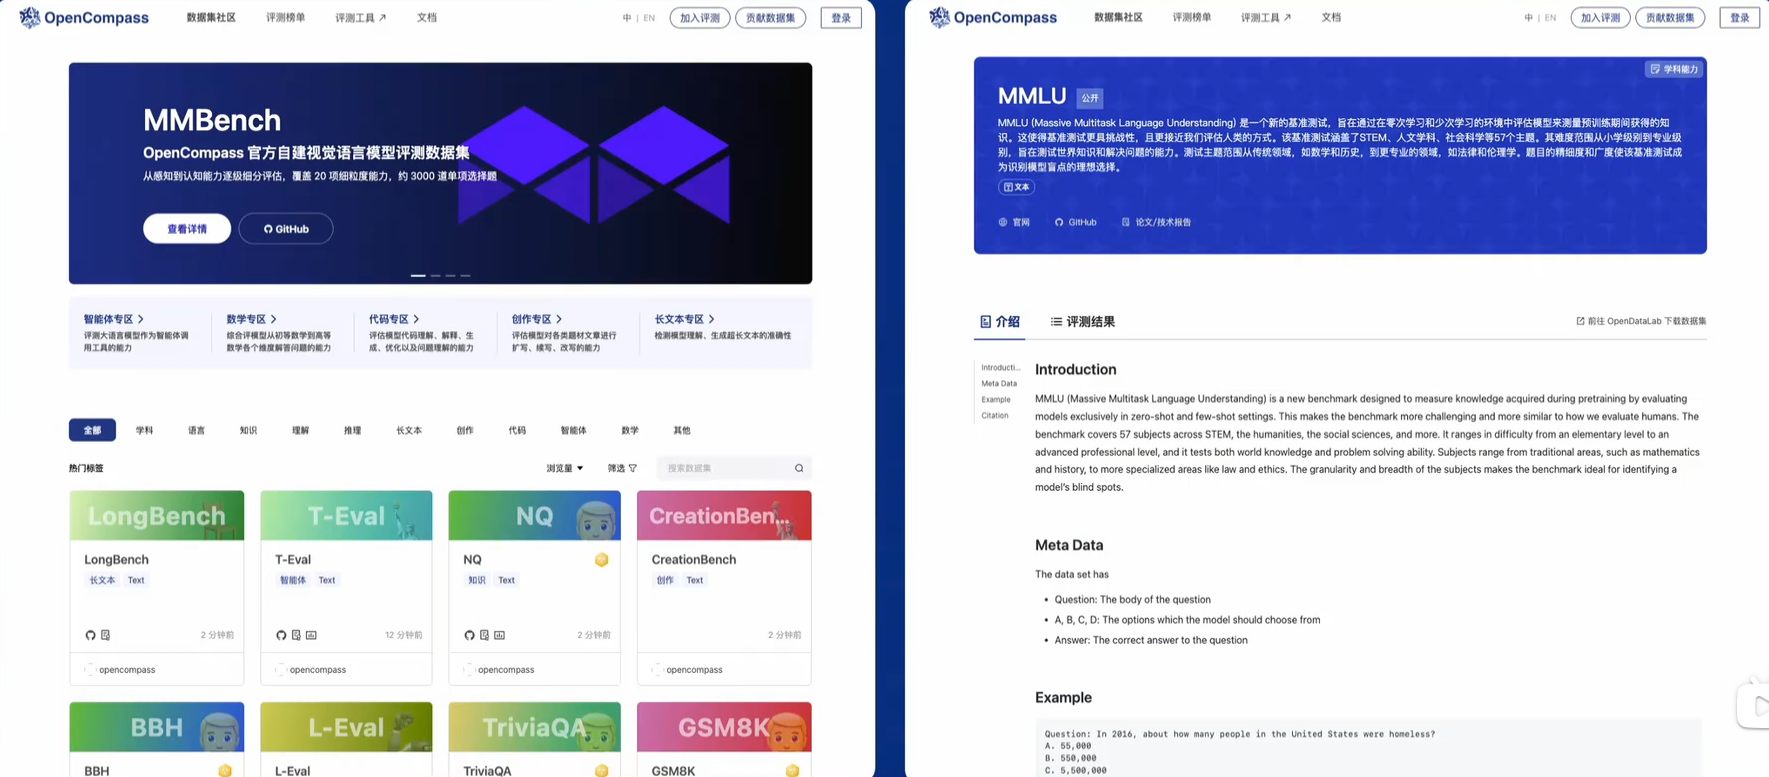 OpenCompass 数据集社区 评测榜单 评测工具 ↗ 文档 中 | EN 加入评测 贡献数据集 登录
MMBench
OpenCompass 官方自建视觉语言模型评测数据集
从感知到认知能力逐级细分评估，覆盖 20 项细粒度能力，约 3000 道单项选择题
查看详情 GitHub
智能体专区 >
评测大语言模型作为智能体调
用工具的能力
数学专区 >
综合评模型从初等数学到高等
数学各个维度解答问题的能力
代码专区 >
评估模型代码理解、解释、生
成、优化以及问题理解的能力
创作专区 >
评估模型对各类题材文章进行
扩写、续写、改写的能力
长文本专区 >
检测模型理解、生成超长文本的准确性
全部 学科 语言 知识 理解 推理 长文本 创作 代码 智能体 数学 其他
热门标签 浏览量 筛选 搜索数据集
LongBench
LongBench
长文本 Text
2 分钟前
opencompass
T-Eval
T-Eval
智能体 Text
12 分钟前
opencompass
NQ
NQ
知识 Text
2 分钟前
opencompass
CreationBen...
CreationBench
创作 Text
2 分钟前
opencompass
BBH
BBH
L-Eval
L-Eval
TriviaQA
TriviaQA
GSM8K
GSM8K
OpenCompass 数据集社区 评测榜单 评测工具 ↗ 文档 中 | EN 加入评测 贡献数据集 登录
学科能力
MMLU 公开
MMLU (Massive Multitask Language Understanding) 是一个新的基准测试，旨在通过在零次学习和少次学习的环境中评估模型来测量预训练期间获得的知
识。这使得基准测试更具挑战性，且更接近我们评估人类的方式。该基准测试涵盖了STEM、人文学科、社会科学等57个主题。其难度范围从小学级别到专业级
别，旨在测试世界知识和解决问题的能力。测试主题范围从传统领域，如数学和历史，到更专业的领域，如法律和伦理学。题目的精细度和广度使该基准测试成
为识别模型盲点的理想选择。
文本
官网 GitHub 论文/技术报告
介绍 评测结果 前往 OpenDataLab 下载数据集
Introducti...
Meta Data
Example
Citation
Introduction
MMLU (Massive Multitask Language Understanding) is a new benchmark designed to measure knowledge acquired during pretraining by evaluating
models exclusively in zero-shot and few-shot settings. This makes the benchmark more challenging and more similar to how we evaluate humans. The
benchmark covers 57 subjects across STEM, the humanities, the social sciences, and more. It ranges in difficulty from an elementary level to an
advanced professional level, and it tests both world knowledge and problem solving ability. Subjects range from traditional areas, such as mathematics
and history, to more specialized areas like law and ethics. The granularity and breadth of the subjects makes the benchmark ideal for identifying a
model's blind spots.
Meta Data
The data set has
• Question: The body of the question
• A, B, C, D: The options which the model should choose from
• Answer: The correct answer to the question
Example
Question: In 2016, about how many people in the United States were homeless?
A. 55,000
B. 550,000
C. 5,500,000